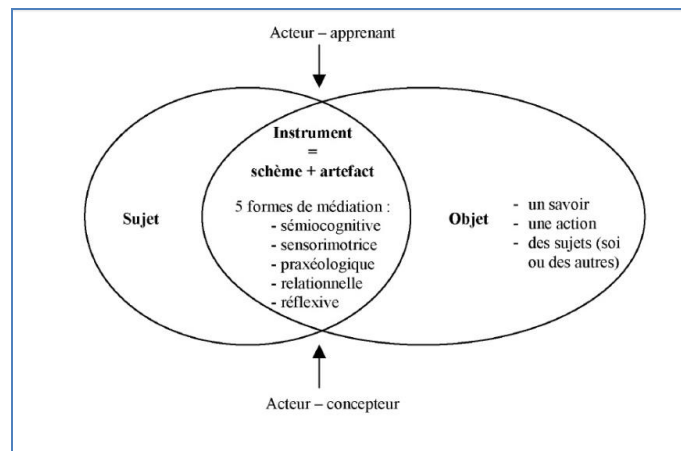 Acteur – apprenant
Instrument
=
schème + artefact
5 formes de médiation :
- sémiocognitive
- sensorimotrice
- praxéologique
- relationnelle
- réflexive
Sujet
Objet
- un savoir
- une action
- des sujets (soi
ou des autres)
Acteur – concepteur